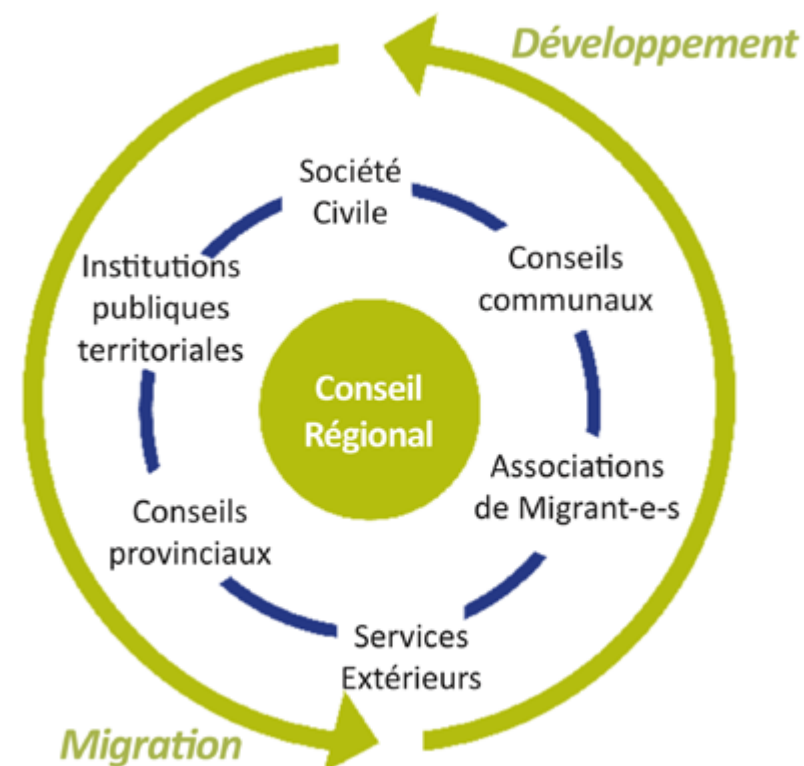 Développement
Société
Civile
Conseils
communaux
Institutions
publiques
territoriales
Conseil
Régional
Associations
de Migrant-e-s
Conseils
provinciaux
Services
Extérieurs
Migration